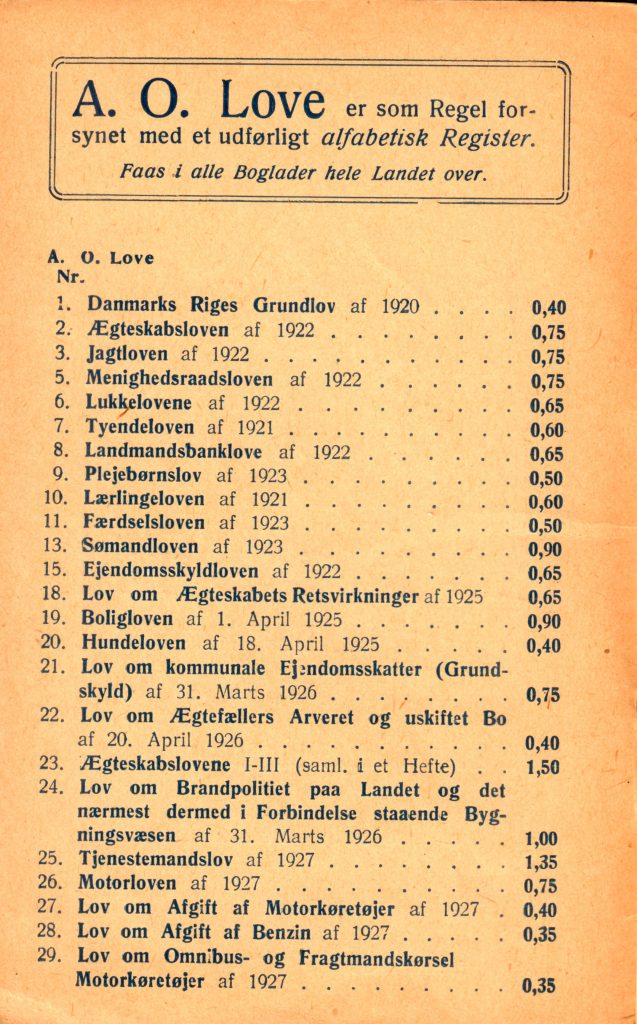 A. O. Love er som Regel for-
synet med et udførligt alfabetisk Register.
Faas i alle Boglader hele Landet over.
A. O. Love
Nr.
1. Danmarks Riges Grundlov af 1920 . . . . 0,40
2. Ægteskabsloven af 1922 . . . . . . . . 0,75
3. Jagtloven af 1922 . . . . . . . . . . 0,75
5. Menighedsraadsloven af 1922 . . . . . . 0,75
6. Lukkelovene af 1922 . . . . . . . . . 0,65
7. Tyendeloven af 1921 . . . . . . . . . 0,60
8. Landmandsbanklove af 1922 . . . . . . 0,65
9. Plejebørnslov af 1923 . . . . . . . . 0,50
10. Lærlingeloven af 1921 . . . . . . . . 0,60
11. Færdselsloven af 1923 . . . . . . . . 0,50
13. Sømandloven af 1923 . . . . . . . . . 0,90
15. Ejendomsskyldloven af 1922 . . . . . . 0,65
18. Lov om Ægteskabets Retsvirkninger af 1925 0,65
19. Boligloven af 1. April 1925 . . . . . . 0,90
20. Hundeloven af 18. April 1925 . . . . . 0,40
21. Lov om kommunale Ejendomsskatter (Grund-
skyld) af 31. Marts 1926 . . . . . . . 0,75
22. Lov om Ægtefællers Arveret og uskiftet Bo
af 20. April 1926 . . . . . . . . . . 0,40
23. Ægteskabslovene I-III (saml. i et Hefte) . . 1,50
24. Lov om Brandpolitiet paa Landet og det
nærmest dermed i Forbindelse staaende Byg-
ningsvæsen af 31. Marts 1926 . . . . . 1,00
25. Tjenestemandslov af 1927 . . . . . . . 1,35
26. Motorloven af 1927 . . . . . . . . . 0,75
27. Lov om Afgift af Motorkøretøjer af 1927 . 0,40
28. Lov om Afgift af Benzin af 1927 . . . . . 0,35
29. Lov om Omnibus- og Fragtmandskørsel
Motorkøretøjer af 1927 . . . . . . . . . 0,35